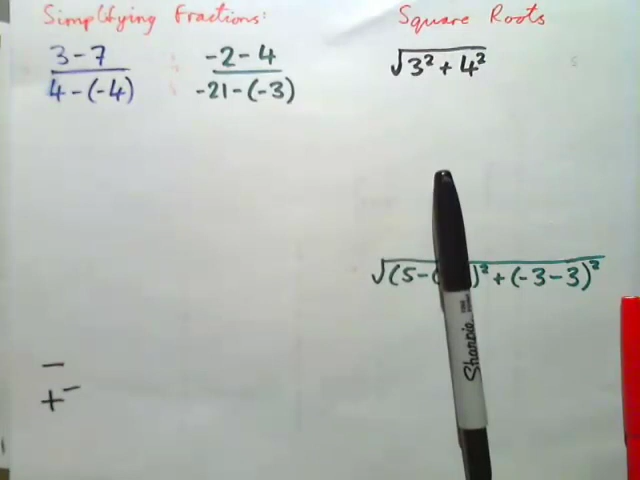 Simplifying Fractions:
3 - 7
4 - (-4)
-2 - 4
-21 - (-3)
Square Roots
√3² + 4²
√(5 - ( )² + (-3 - 3)²
Sharpie
−
+ −